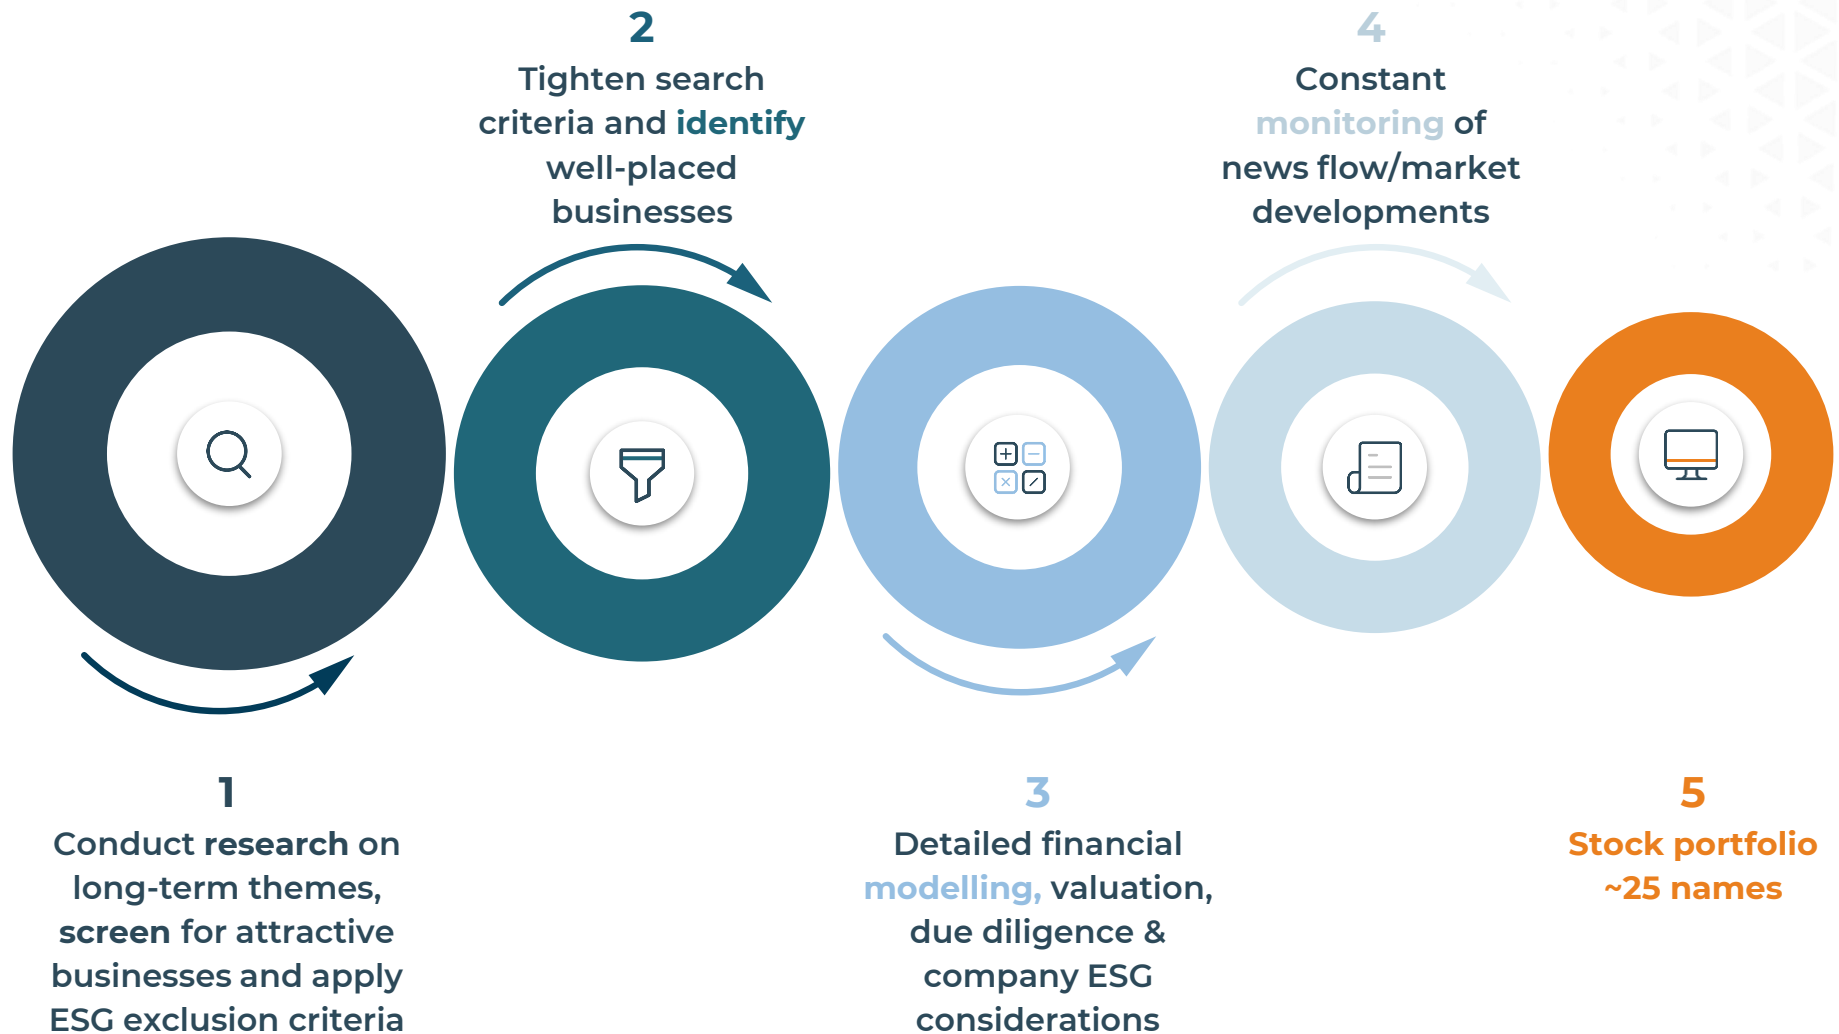 1
Conduct research on
long-term themes,
screen for attractive
businesses and apply
ESG exclusion criteria
2
Tighten search
criteria and identify
well-placed
businesses
3
Detailed financial
modelling, valuation,
due diligence &
company ESG
considerations
4
Constant
monitoring of
news flow/market
developments
5
Stock portfolio
~25 names